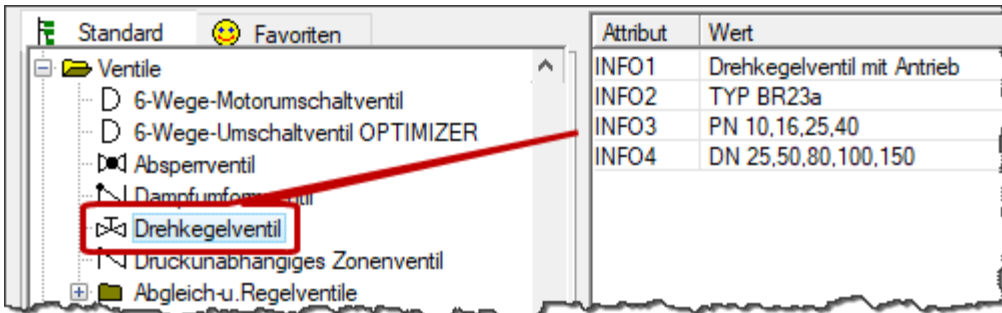 Standard
Favoriten
Ventile
6-Wege-Motorumschaltventil
6-Wege-Umschaltventil OPTIMIZER
Absperrventil
Dampfumformventil
Drehkegelventil
Druckunabhängiges Zonenventil
Abgleich-u.Regelventile
Attribut Wert
INFO1 Drehkegelventil mit Antrieb
INFO2 TYP BR23a
INFO3 PN 10,16,25,40
INFO4 DN 25,50,80,100,150